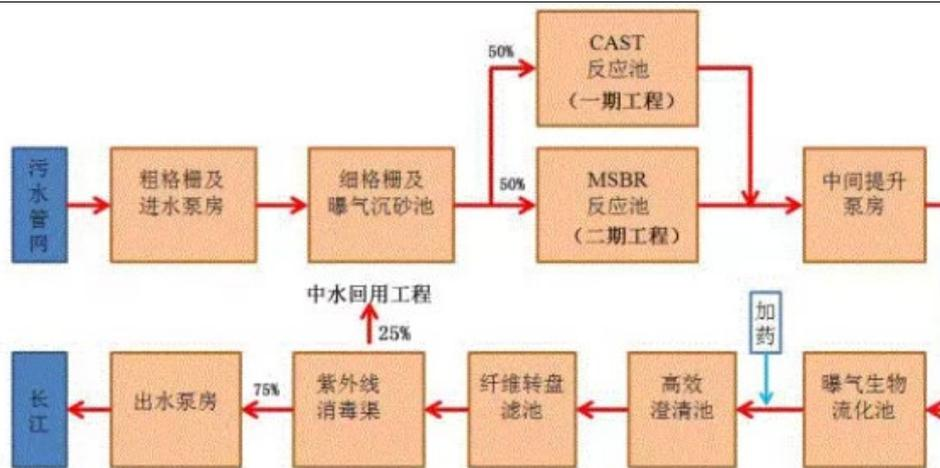 50%
CAST
反应池
（一期工程）
污
水
管
网
粗格栅及
进水泵房
细格栅及
曝气沉砂池
50%
MSBR
反应池
（二期工程）
中间提升
泵房
中水回用工程
25%
加
药
长
江
出水泵房
75%
紫外线
消毒渠
纤维转盘
滤池
高效
澄清池
曝气生物
流化池